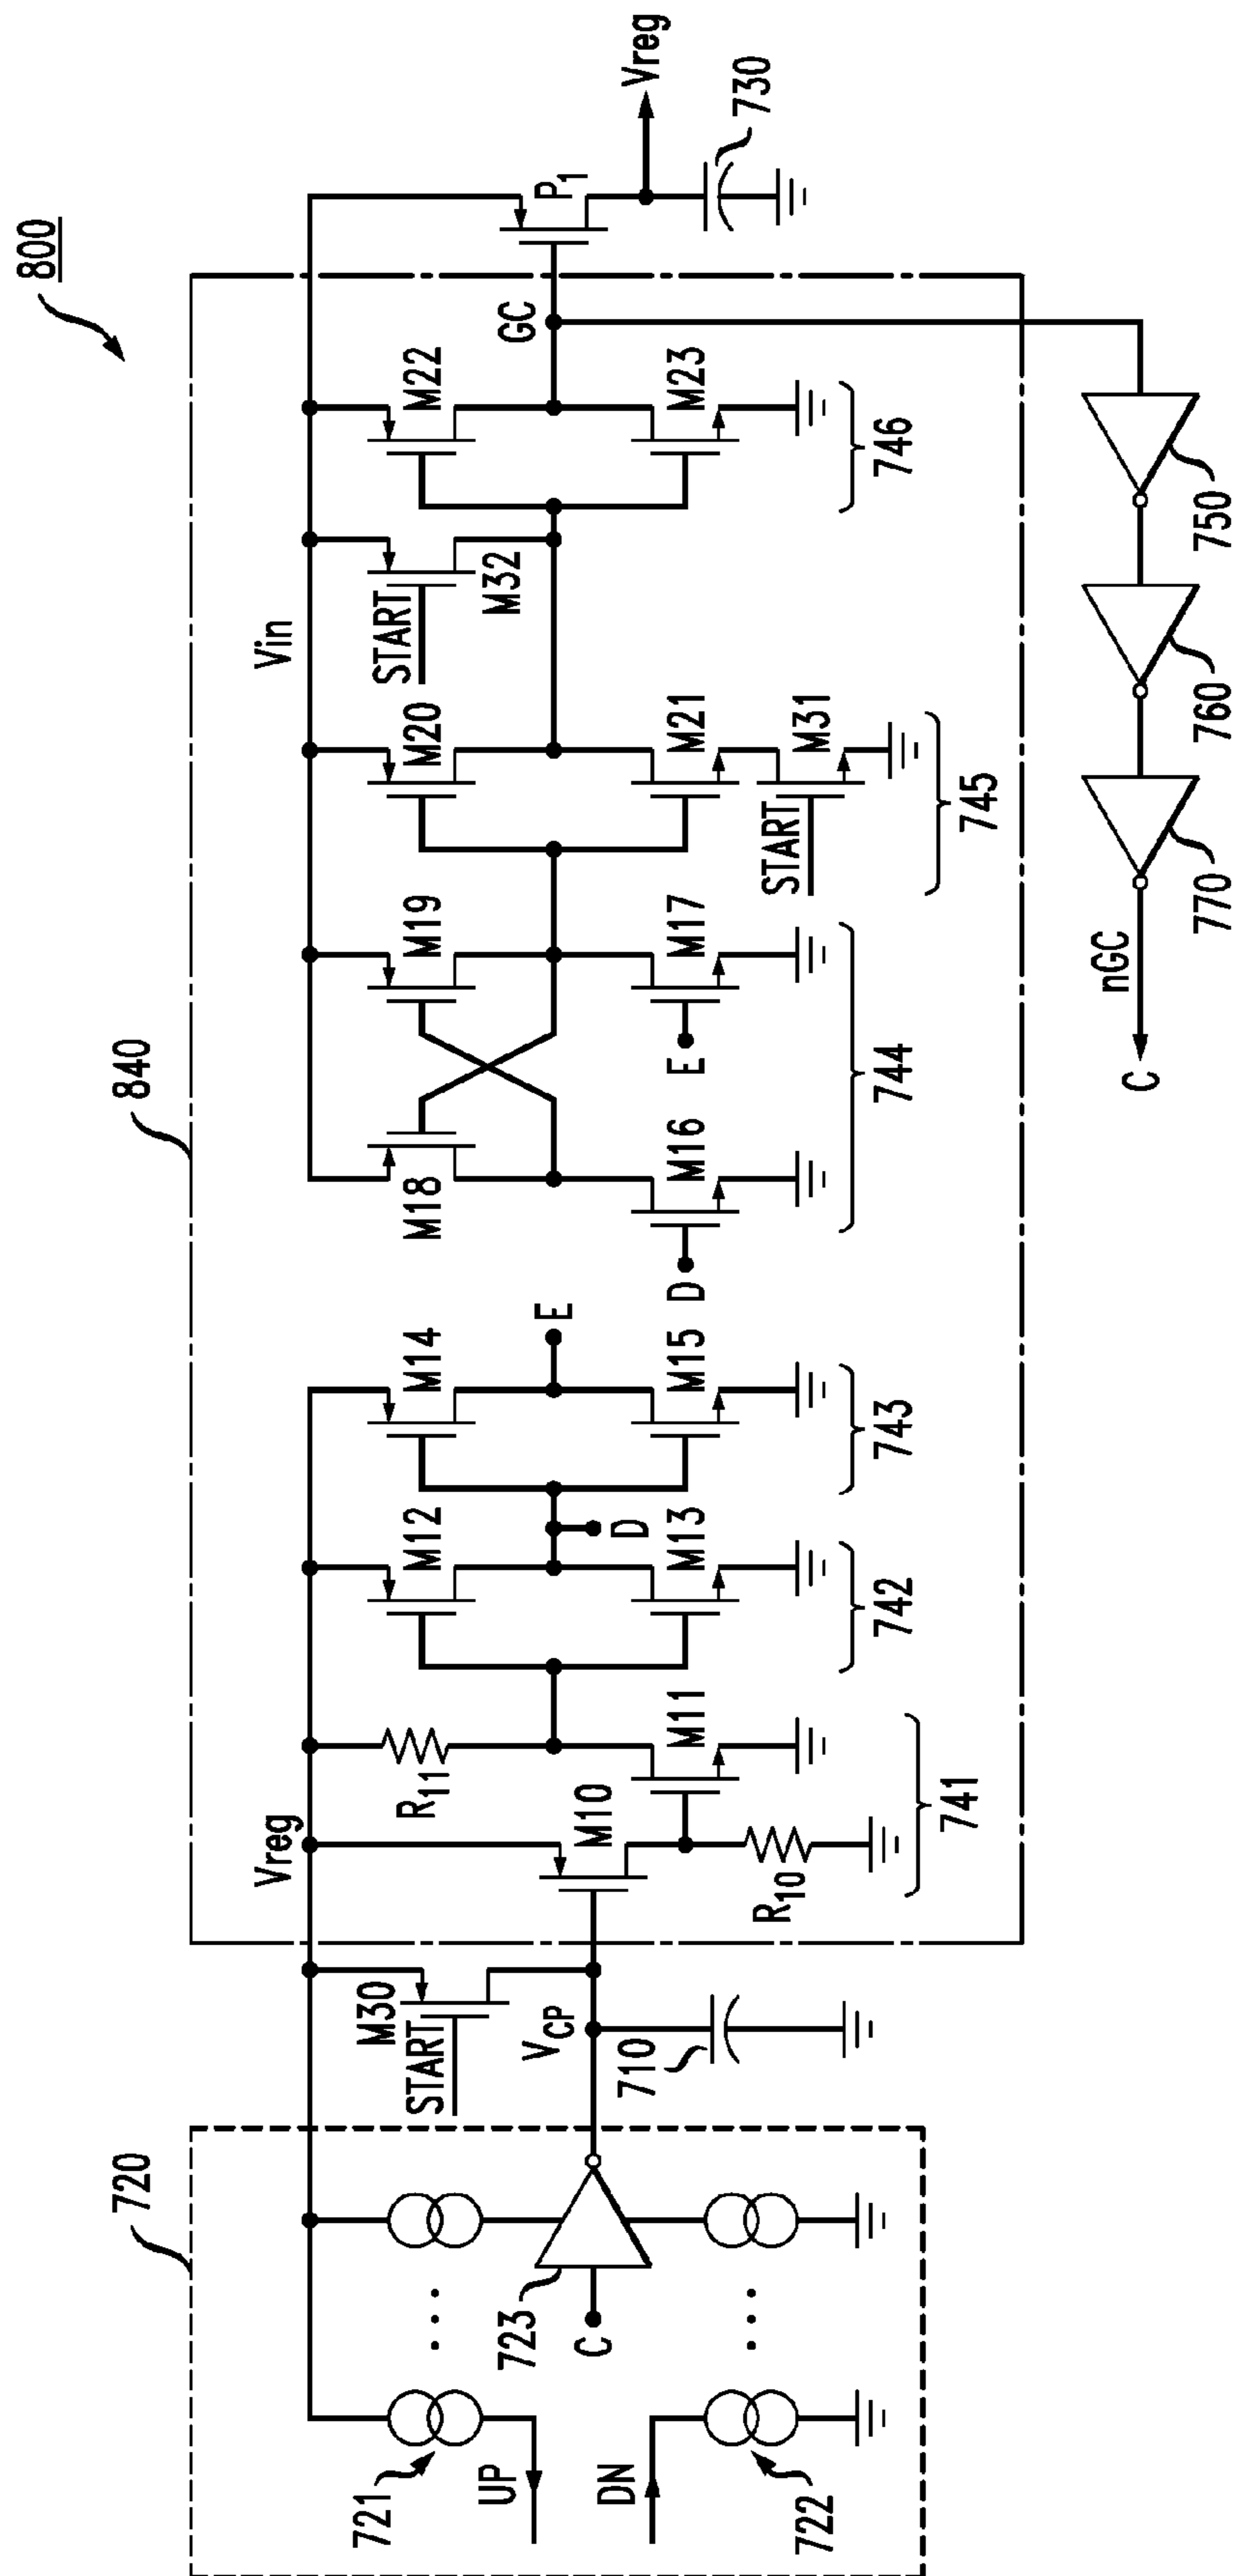 800
840
720
Vreg
Vin
721
UP
DN
722
723
C
M30
START
VCP
710
R11
M10
R10
M11
741
M12
D
M13
742
M14
E
M15
743
M18
D
M16
M19
E
M17
744
M20
M21
START
M31
745
START
M32
M22
M23
746
GC
P1
Vreg
730
750
760
770
nGC
C